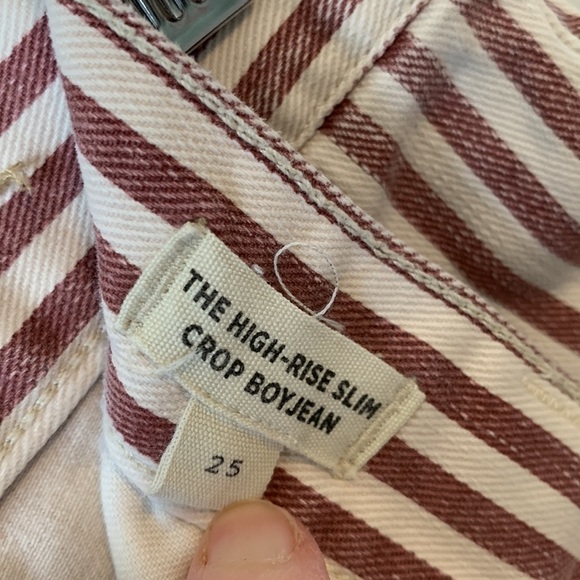 THE HIGH-RISE SLIM
CROP BOYJEAN
25